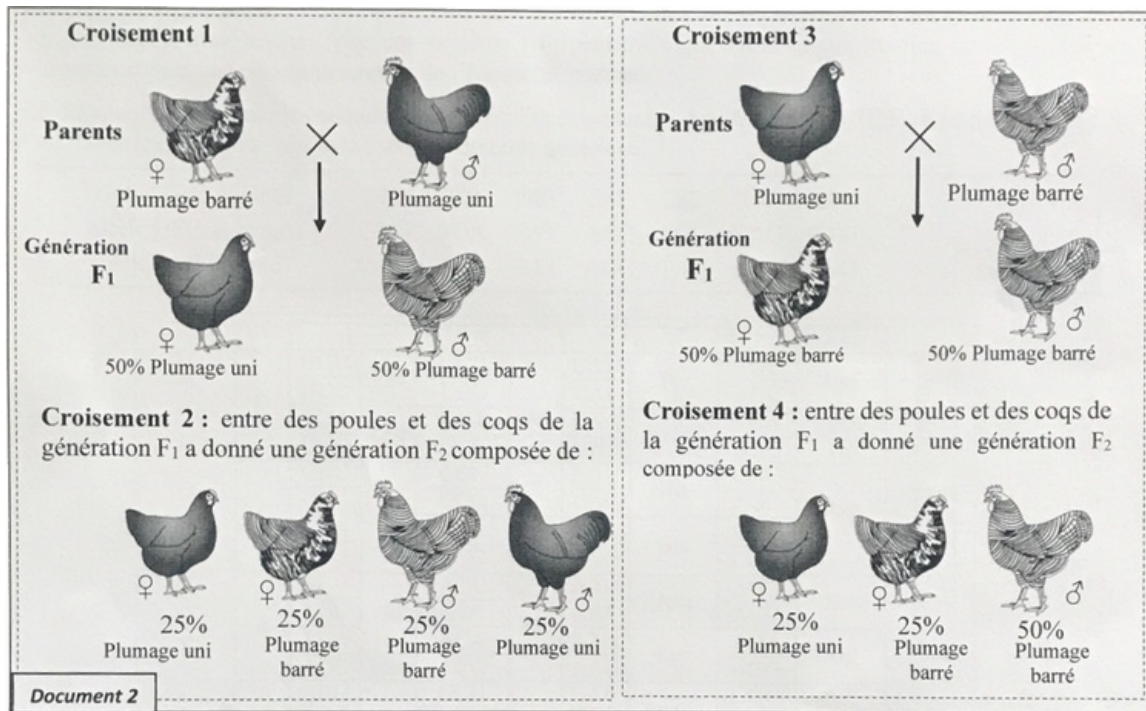 Croisement 1
Parents
♀
Plumage barré
♂
Plumage uni
Génération
F₁
♀
50% Plumage uni
♂
50% Plumage barré
Croisement 2 : entre des poules et des coqs de la
génération F₁ a donné une génération F₂ composée de :
♀
25%
Plumage uni
♀
25%
Plumage
barré
♂
25%
Plumage
barré
♂
25%
Plumage uni
Croisement 3
Parents
♀
Plumage uni
♂
Plumage barré
Génération
F₁
♀
50% Plumage barré
♂
50% Plumage barré
Croisement 4 : entre des poules et des coqs de
la génération F₁ a donné une génération F₂
composée de :
♀
25%
Plumage uni
♀
25%
Plumage
barré
♂
50%
Plumage
barré
Document 2